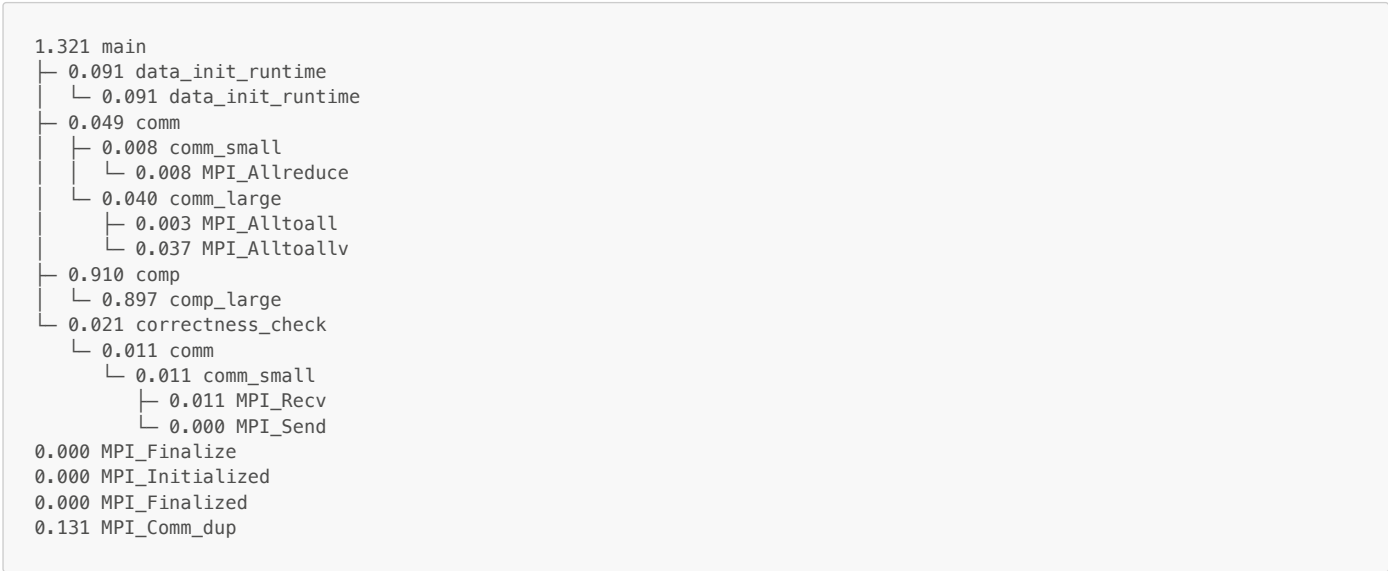 1.321 main
├─ 0.091 data_init_runtime
│  └─ 0.091 data_init_runtime
├─ 0.049 comm
│  ├─ 0.008 comm_small
│  │  └─ 0.008 MPI_Allreduce
│  └─ 0.040 comm_large
│     ├─ 0.003 MPI_Alltoall
│     └─ 0.037 MPI_Alltoallv
├─ 0.910 comp
│  └─ 0.897 comp_large
└─ 0.021 correctness_check
   └─ 0.011 comm
      └─ 0.011 comm_small
         ├─ 0.011 MPI_Recv
         └─ 0.000 MPI_Send
0.000 MPI_Finalize
0.000 MPI_Initialized
0.000 MPI_Finalized
0.131 MPI_Comm_dup